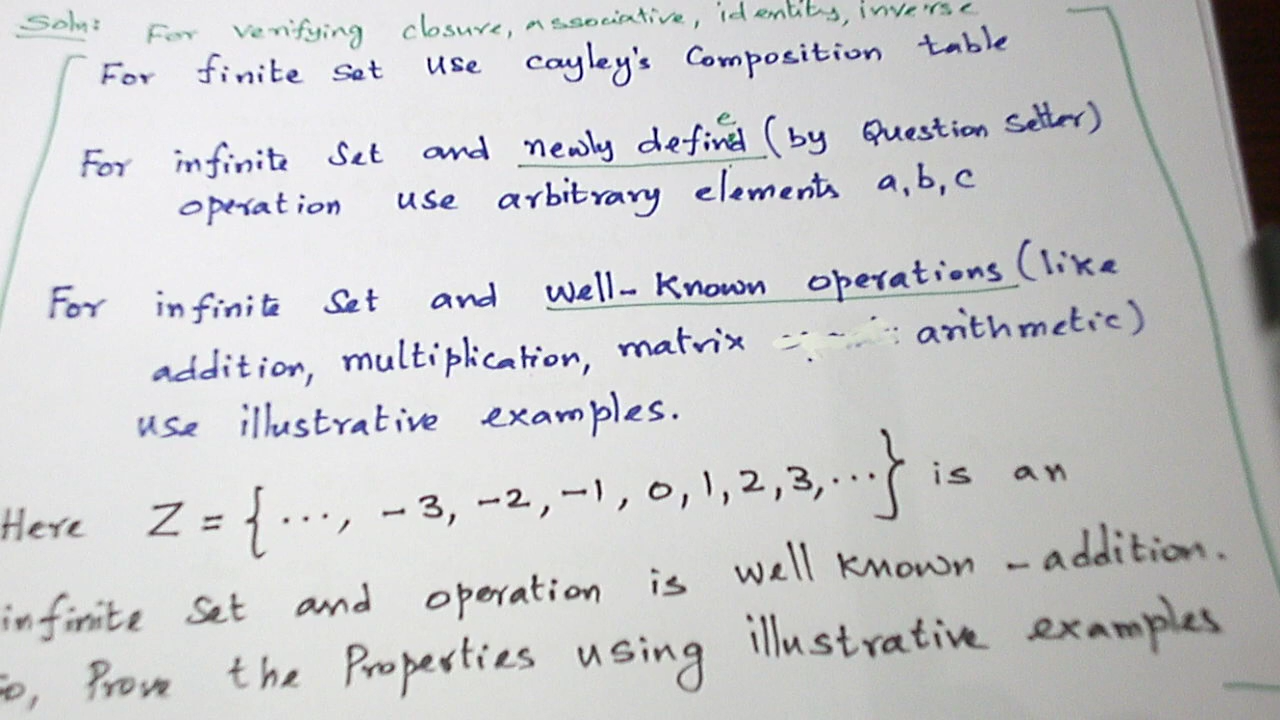 Soln: For verifying closure, associative, identity, inverse
For finite set use cayley's Composition table
For infinite Set and newly defined (by Question Setter)
operation use arbitrary elements a, b, c
For infinite Set and well-known operations (like
addition, multiplication, matrix arithmetic)
use illustrative examples.
Here Z = {..., -3, -2, -1, 0, 1, 2, 3, ...} is an
infinite Set and operation is well known - addition.
So, Prove the Properties using illustrative examples